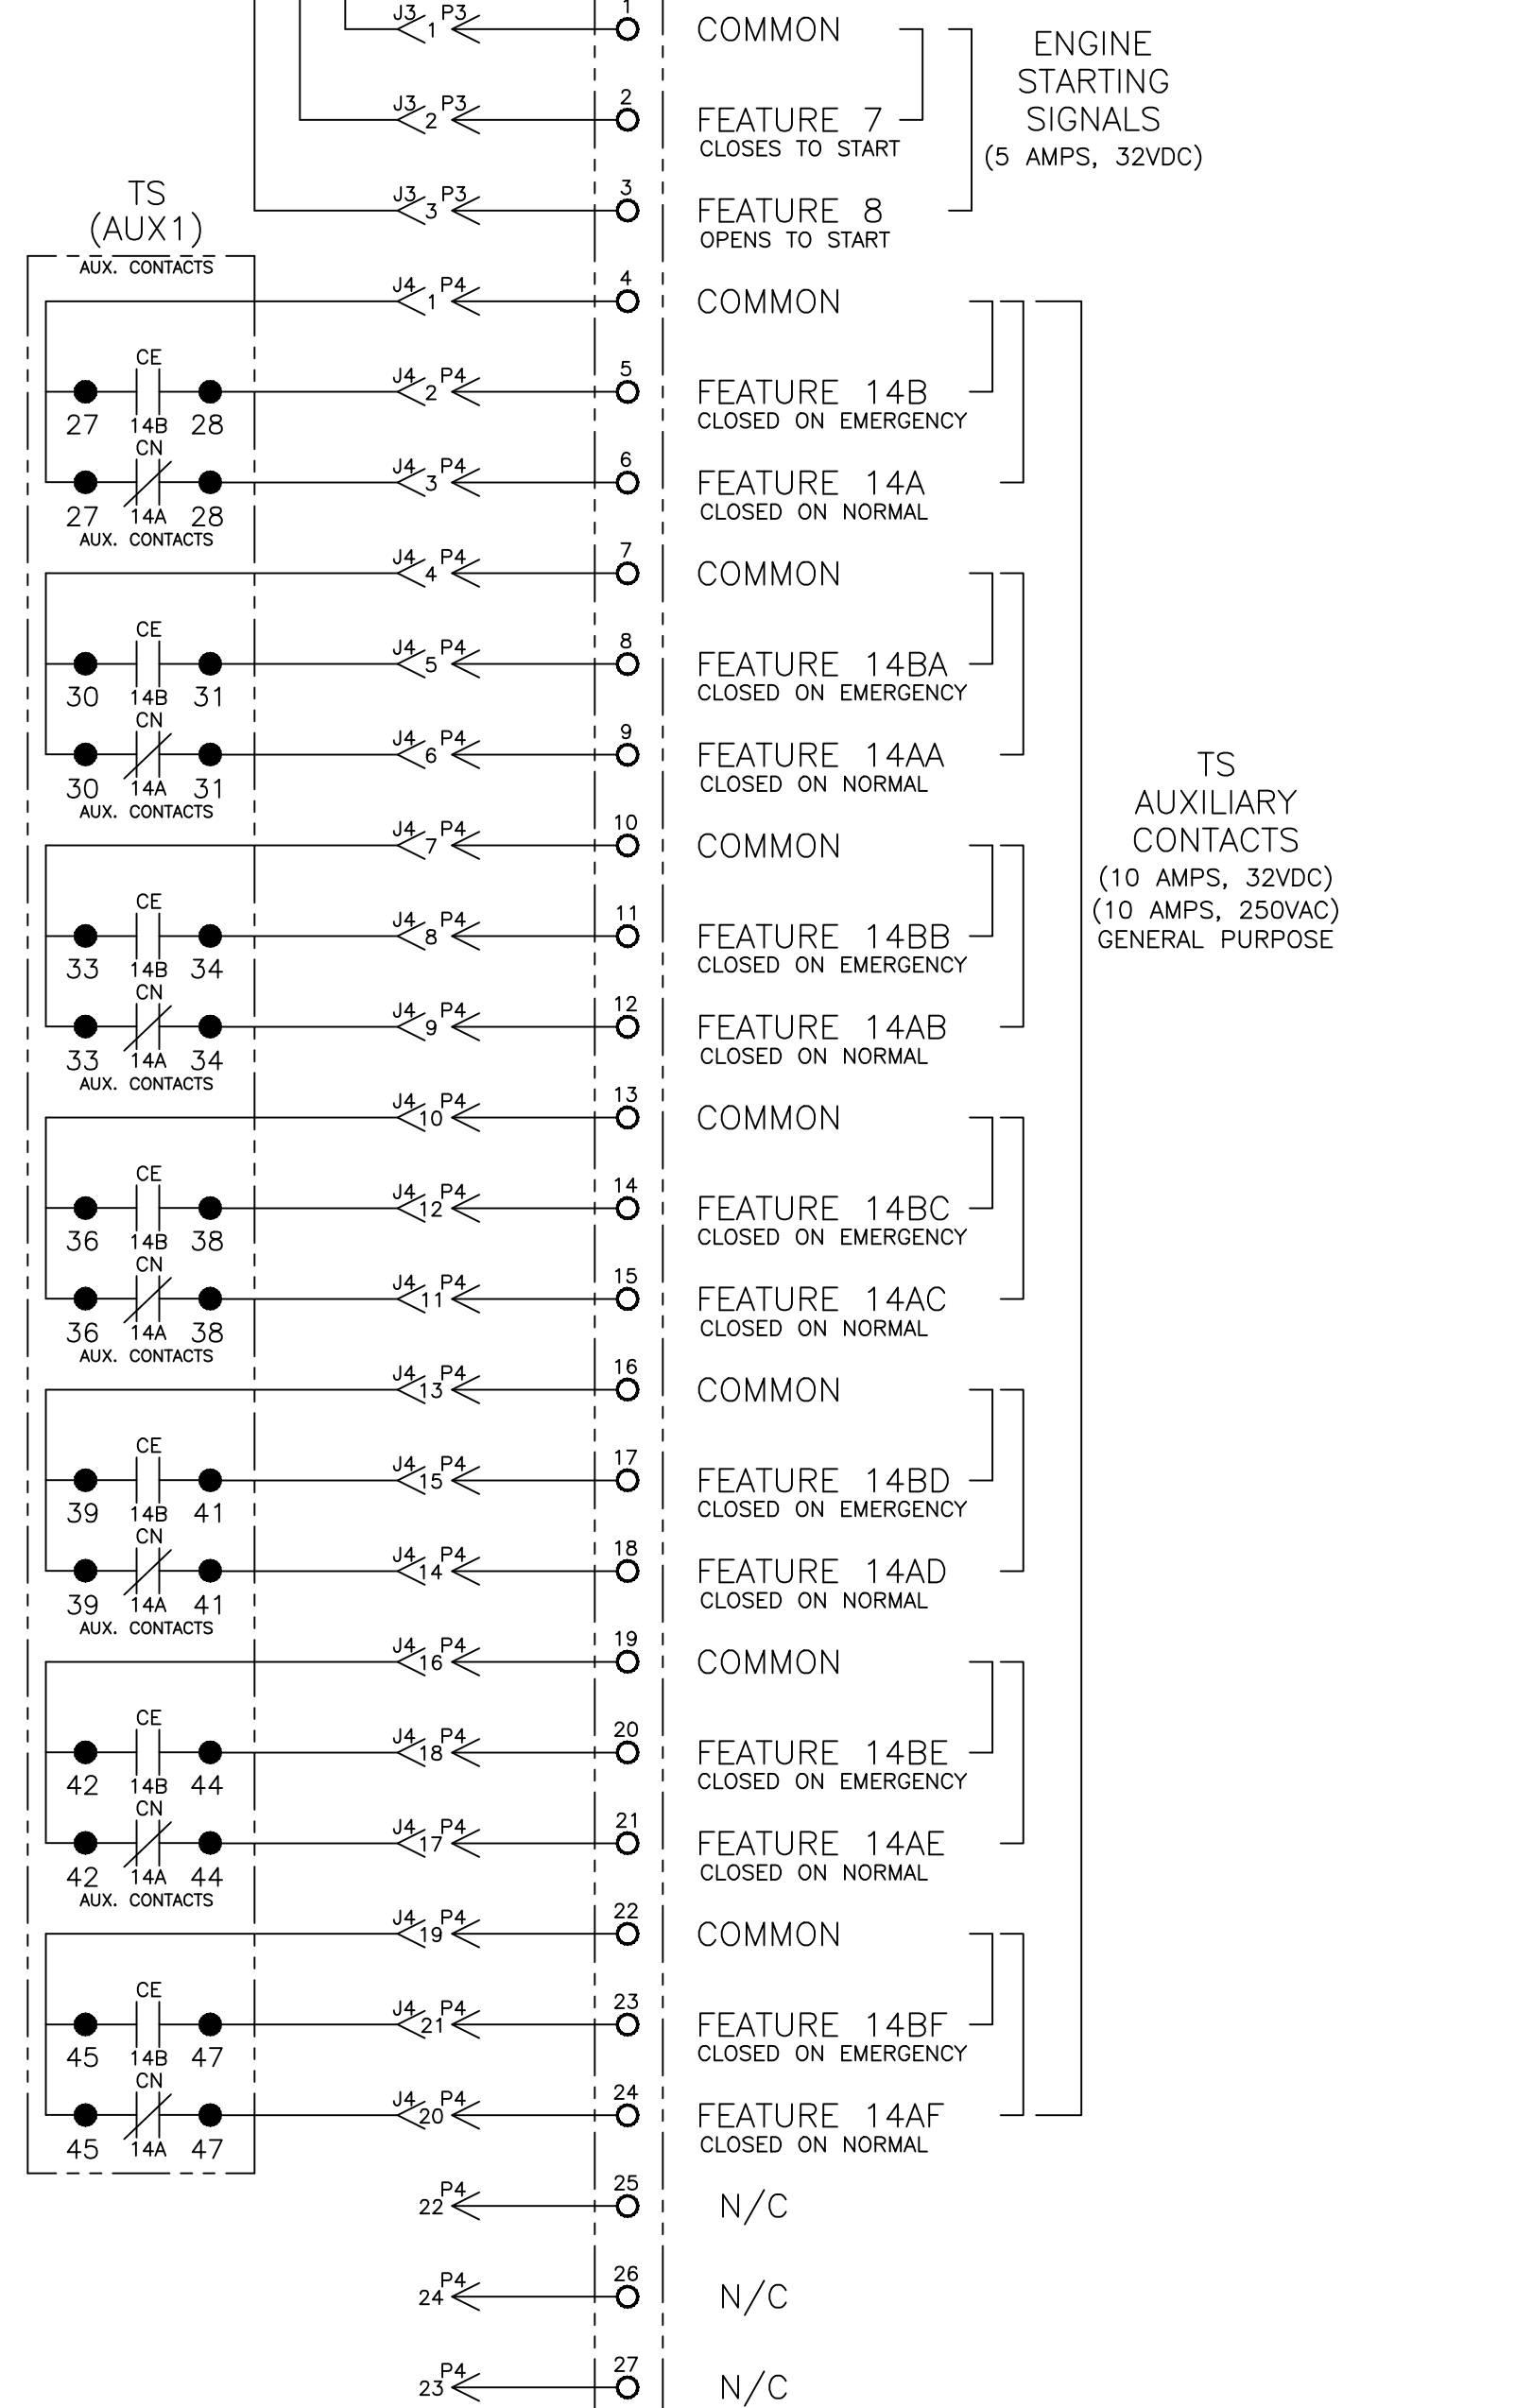 J3 P3 1 1 COMMON
ENGINE
STARTING
SIGNALS
(5 AMPS, 32VDC)
J3 P3 2 2 FEATURE 7
CLOSES TO START
J3 P3 3 3 FEATURE 8
OPENS TO START
TS
(AUX1)
AUX. CONTACTS
J4 P4 1 4 COMMON
CE
J4 P4 2 5 FEATURE 14B
27 14B 28 CLOSED ON EMERGENCY
CN
J4 P4 3 6 FEATURE 14A
27 14A 28 CLOSED ON NORMAL
AUX. CONTACTS
J4 P4 4 7 COMMON
CE
J4 P4 5 8 FEATURE 14BA
30 14B 31 CLOSED ON EMERGENCY
CN
J4 P4 6 9 FEATURE 14AA
30 14A 31 CLOSED ON NORMAL
AUX. CONTACTS
TS
AUXILIARY
CONTACTS
(10 AMPS, 32VDC)
(10 AMPS, 250VAC)
GENERAL PURPOSE
J4 P4 7 10 COMMON
CE
J4 P4 8 11 FEATURE 14BB
33 14B 34 CLOSED ON EMERGENCY
CN
J4 P4 9 12 FEATURE 14AB
33 14A 34 CLOSED ON NORMAL
AUX. CONTACTS
J4 P4 10 13 COMMON
CE
J4 P4 12 14 FEATURE 14BC
36 14B 38 CLOSED ON EMERGENCY
CN
J4 P4 11 15 FEATURE 14AC
36 14A 38 CLOSED ON NORMAL
AUX. CONTACTS
J4 P4 13 16 COMMON
CE
J4 P4 15 17 FEATURE 14BD
39 14B 41 CLOSED ON EMERGENCY
CN
J4 P4 14 18 FEATURE 14AD
39 14A 41 CLOSED ON NORMAL
AUX. CONTACTS
J4 P4 16 19 COMMON
CE
J4 P4 18 20 FEATURE 14BE
42 14B 44 CLOSED ON EMERGENCY
CN
J4 P4 17 21 FEATURE 14AE
42 14A 44 CLOSED ON NORMAL
AUX. CONTACTS
J4 P4 19 22 COMMON
CE
J4 P4 21 23 FEATURE 14BF
45 14B 47 CLOSED ON EMERGENCY
CN
J4 P4 20 24 FEATURE 14AF
45 14A 47 CLOSED ON NORMAL
22 P4 25 N/C
24 P4 26 N/C
23 P4 27 N/C